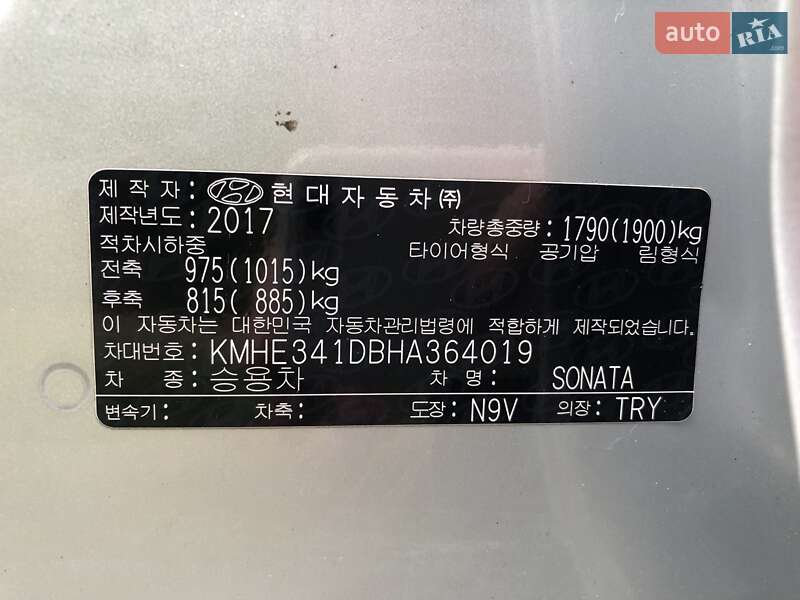 auto RIA .com
제작자: 현대자동차㈜
제작년도: 2017 차량총중량: 1790(1900)kg
적차시하중 타이어형식 공기압 림형식
전축 975(1015)kg
후축 815( 885)kg
이 자동차는 대한민국 자동차관리법령에 적합하게 제작되었습니다.
차대번호: KMHE341DBHA364019
차 종: 승용차 차 명: SONATA
변속기: 차축: 도장: N9V 의장: TRY